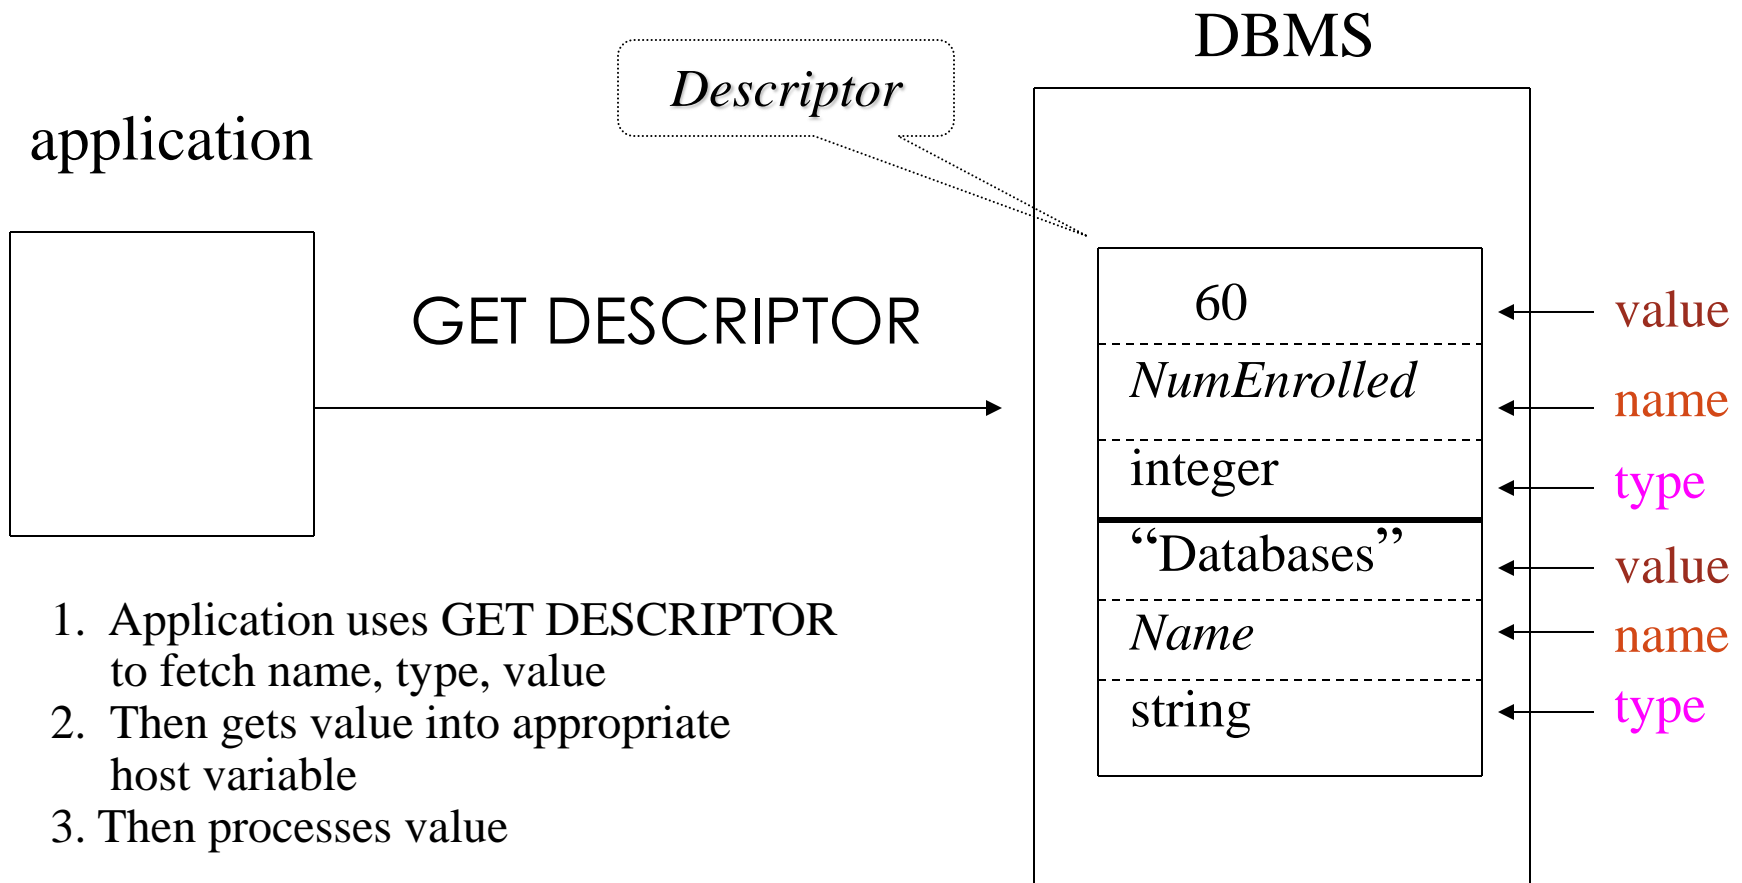 DBMS
Descriptor
application
GET DESCRIPTOR
60
value
NumEnrolled
name
integer
type
“Databases”
value
Name
name
string
type
1. Application uses GET DESCRIPTOR
to fetch name, type, value
2. Then gets value into appropriate
host variable
3. Then processes value